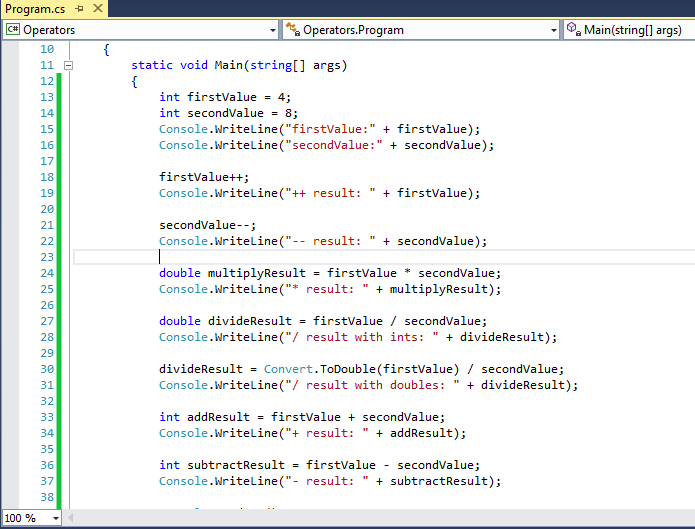 Program.cs
C# Operators Operators.Program Main(string[] args)
10 {
11 static void Main(string[] args)
12 {
13 int firstValue = 4;
14 int secondValue = 8;
15 Console.WriteLine("firstValue:" + firstValue);
16 Console.WriteLine("secondValue:" + secondValue);
17
18 firstValue++;
19 Console.WriteLine("++ result: " + firstValue);
20
21 secondValue--;
22 Console.WriteLine("-- result: " + secondValue);
23
24 double multiplyResult = firstValue * secondValue;
25 Console.WriteLine("* result: " + multiplyResult);
26
27 double divideResult = firstValue / secondValue;
28 Console.WriteLine("/ result with ints: " + divideResult);
29
30 divideResult = Convert.ToDouble(firstValue) / secondValue;
31 Console.WriteLine("/ result with doubles: " + divideResult);
32
33 int addResult = firstValue + secondValue;
34 Console.WriteLine("+ result: " + addResult);
35
36 int subtractResult = firstValue - secondValue;
37 Console.WriteLine("- result: " + subtractResult);
38
100 %